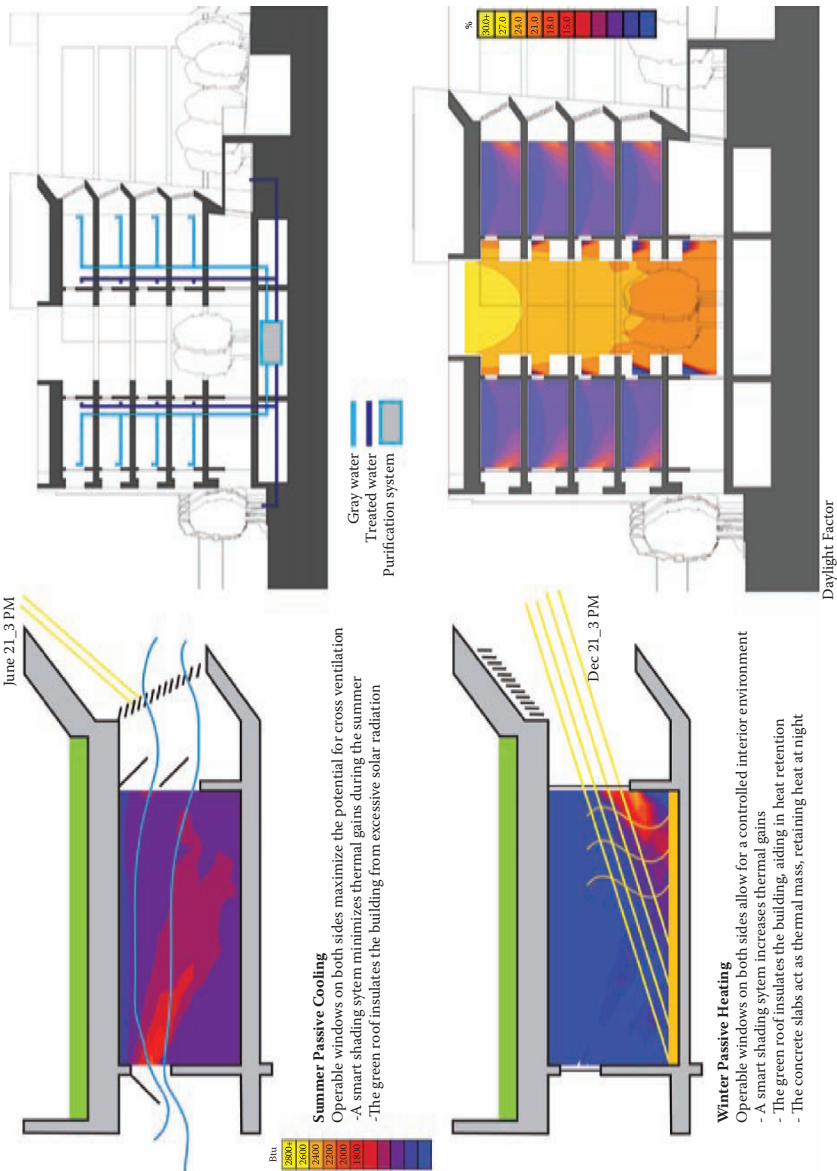 June 21_3 PM
Btu
2800+
2600
2400
2200
2000
1800
Summer Passive Cooling
Operable windows on both sides maximize the potential for cross ventilation
-A smart shading sytem minimizes thermal gains during the summer
-The green roof insulates the building from excessive solar radiation
Gray water
Treated water
Purification system
Dec 21_3 PM
Winter Passive Heating
Operable windows on both sides allow for a controlled interior environment
- A smart shading sytem increases thermal gains
- The green roof insulates the building, aiding in heat retention
- The concrete slabs act as thermal mass, retaining heat at night
%
30.0+
27.0
24.0
21.0
18.0
15.0
Daylight Factor